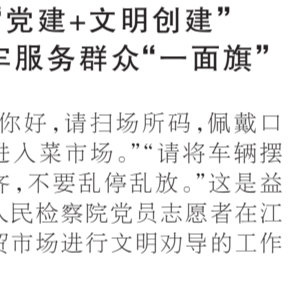 “党建+文明创建”
牢服务群众“一面旗”
你好，请扫场所码，佩戴口
进入菜市场。”“请将车辆摆
齐，不要乱停乱放。”这是益
人民检察院党员志愿者在江
贸市场进行文明劝导的工作